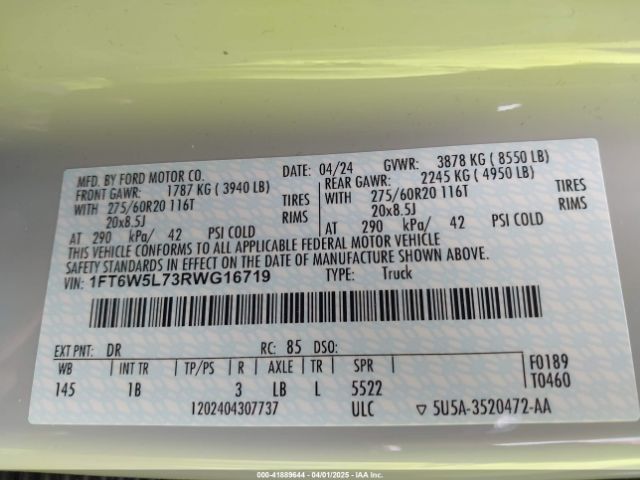 MFD. BY FORD MOTOR CO. DATE: 04/24 GVWR: 3878 KG ( 8550 LB)
FRONT GAWR: 1787 KG ( 3940 LB) REAR GAWR: 2245 KG ( 4950 LB)
WITH 275/60R20 116T TIRES WITH 275/60R20 116T TIRES
20x8.5J RIMS 20x8.5J RIMS
AT 290 kPa/ 42 PSI COLD AT 290 kPa/ 42 PSI COLD
THIS VEHICLE CONFORMS TO ALL APPLICABLE FEDERAL MOTOR VEHICLE
SAFETY STANDARDS IN EFFECT ON THE DATE OF MANUFACTURE SHOWN ABOVE.
VIN: 1FT6W5L73RWG16719 TYPE: Truck
EXT PNT: DR RC: 85 DSO:
WB INT TR TP/PS R AXLE TR SPR F0189
145 1B 3 LB L 5522 T0460
1202404307737 ULC ▽ 5U5A-3520472-AA
000-41889644 - 04/01/2025 - IAAI Inc.